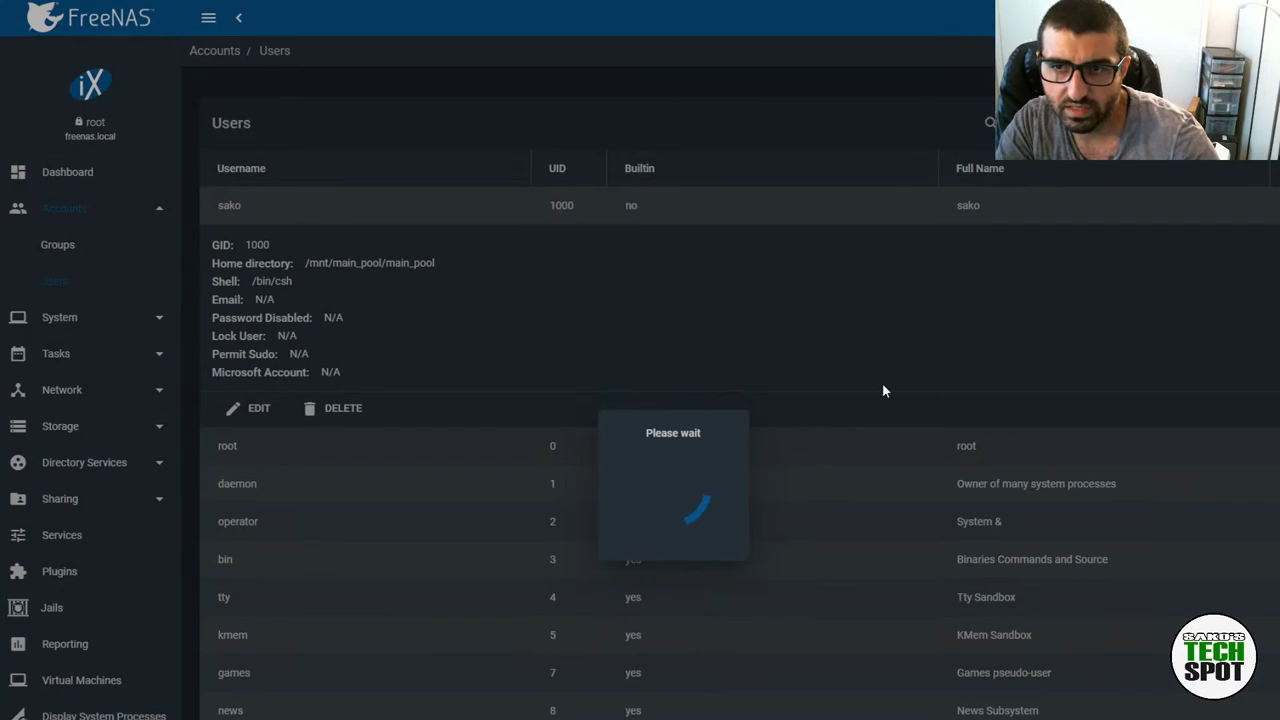 FreeNAS
Accounts / Users
iX
root
freenas.local
Users
Username UID Builtin Full Name
Dashboard
sako 1000 no sako
Accounts
GID: 1000
Groups
Home directory: /mnt/main_pool/main_pool
Shell: /bin/csh
Users
Email: N/A
Password Disabled: N/A
System
Lock User: N/A
Permit Sudo: N/A
Tasks
Microsoft Account: N/A
Network
EDIT DELETE
Storage
Please wait
root 0 root
Directory Services
daemon 1 Owner of many system processes
Sharing
operator 2 System &
Services
bin 3 yes Binaries Commands and Source
Plugins
tty 4 yes Tty Sandbox
Jails
kmem 5 yes KMem Sandbox
Reporting
games 7 yes Games pseudo-user
Virtual Machines
news 8 yes News Subsystem
Display System Processes
SAKO'S
TECH
SPOT